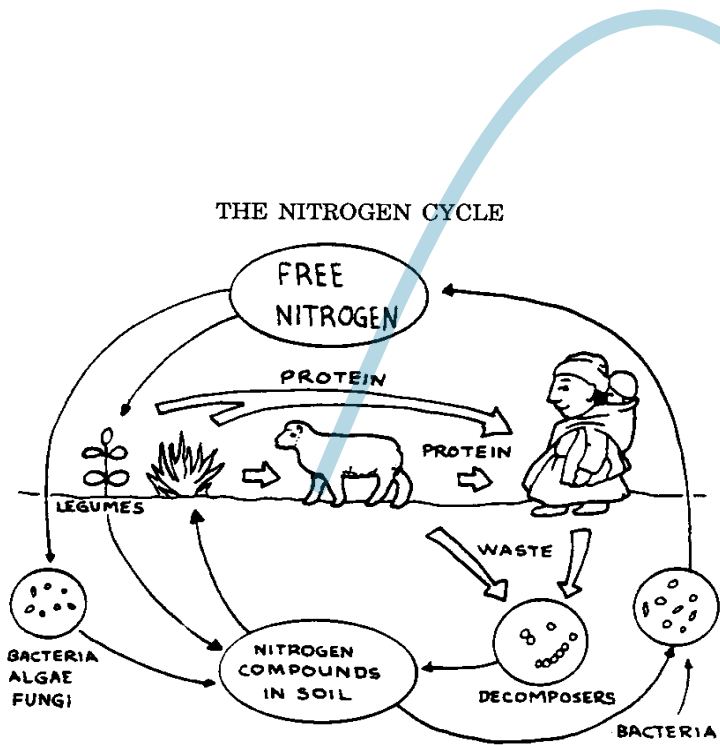 THE NITROGEN CYCLE
FREE
NITROGEN
PROTEIN
PROTEIN
LEGUMES
WASTE
BACTERIA
ALGAE
FUNGI
NITROGEN
COMPOUNDS
IN SOIL
DECOMPOSERS
BACTERIA